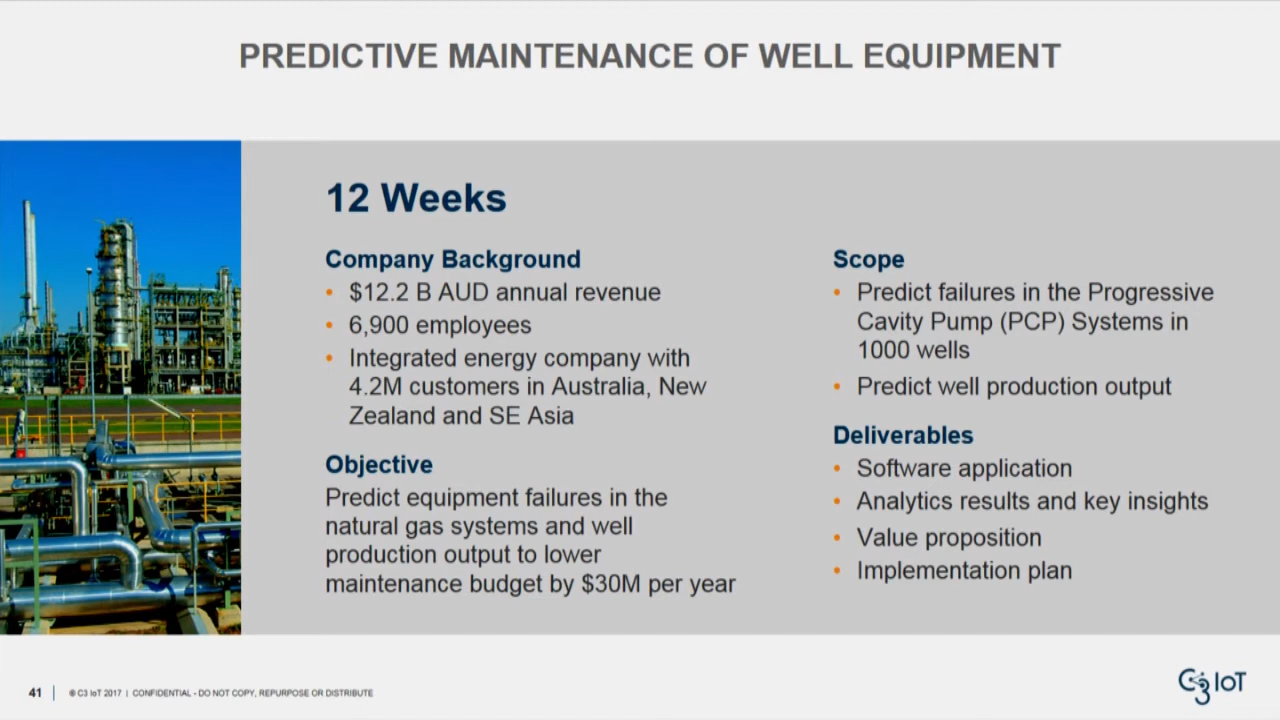 PREDICTIVE MAINTENANCE OF WELL EQUIPMENT
12 Weeks
Company Background
• $12.2 B AUD annual revenue
• 6,900 employees
• Integrated energy company with
4.2M customers in Australia, New
Zealand and SE Asia
Objective
Predict equipment failures in the
natural gas systems and well
production output to lower
maintenance budget by $30M per year
Scope
• Predict failures in the Progressive
Cavity Pump (PCP) Systems in
1000 wells
• Predict well production output
Deliverables
• Software application
• Analytics results and key insights
• Value proposition
• Implementation plan
41 | © C3 IoT 2017 | CONFIDENTIAL - DO NOT COPY, REPURPOSE OR DISTRIBUTE
C3 IoT